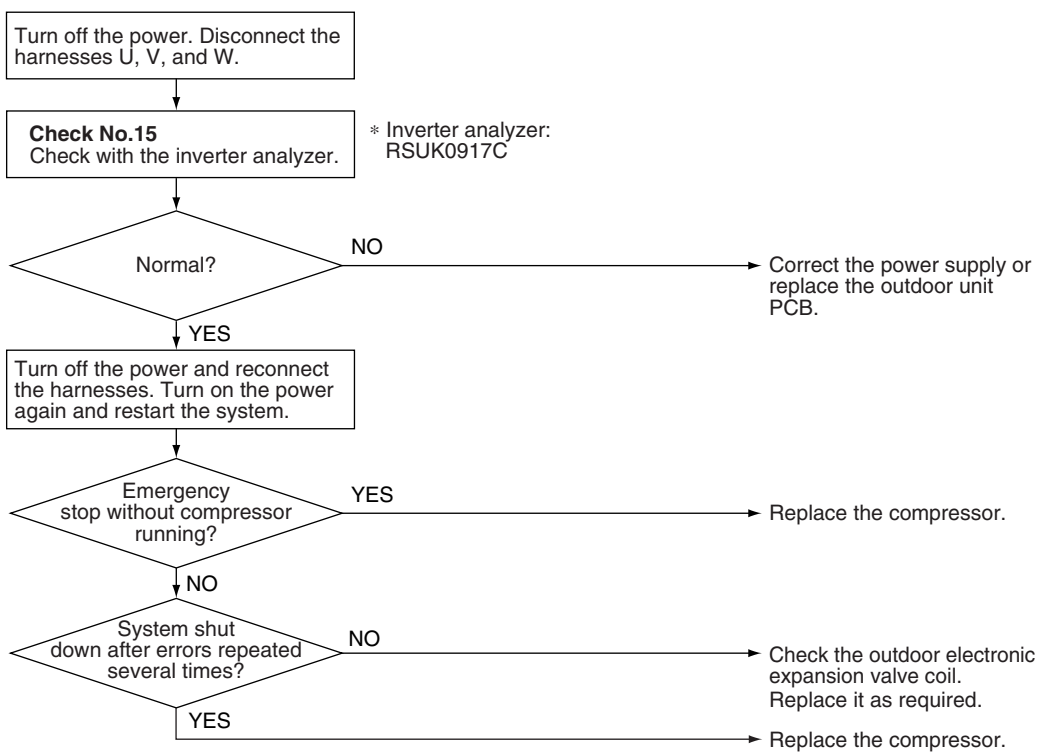 Turn off the power. Disconnect the
harnesses U, V, and W.
Check No.15
Check with the inverter analyzer.
* Inverter analyzer:
RSUK0917C
Normal?
NO
Correct the power supply or
replace the outdoor unit
PCB.
YES
Turn off the power and reconnect
the harnesses. Turn on the power
again and restart the system.
Emergency
stop without compressor
running?
YES
Replace the compressor.
NO
System shut
down after errors repeated
several times?
NO
Check the outdoor electronic
expansion valve coil.
Replace it as required.
YES
Replace the compressor.